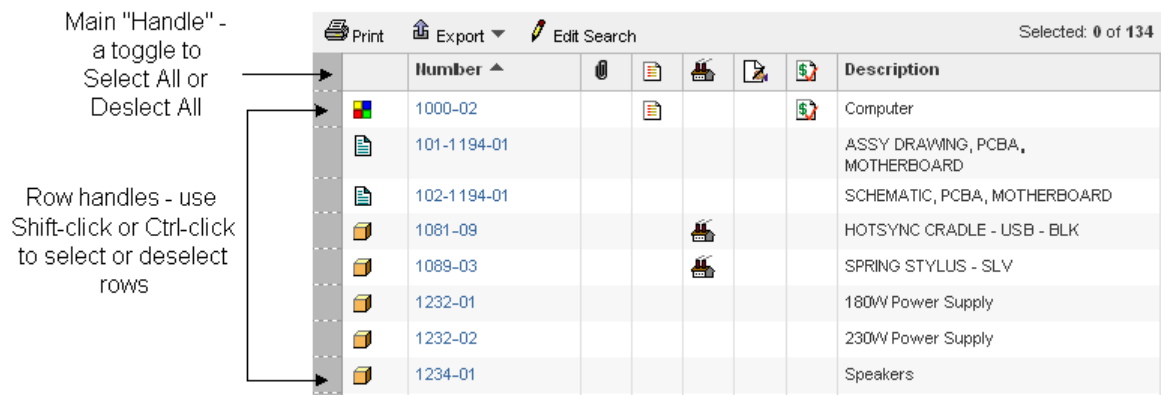 Main "Handle" -
a toggle to
Select All or
Deslect All
Row handles - use
Shift-click or Ctrl-click
to select or deselect
rows
Print Export Edit Search Selected: 0 of 134
Number Description
1000-02 Computer
101-1194-01 ASSY DRAWING, PCBA,
MOTHERBOARD
102-1194-01 SCHEMATIC, PCBA, MOTHERBOARD
1081-09 HOTSYNC CRADLE - USB - BLK
1089-03 SPRING STYLUS - SLV
1232-01 180W Power Supply
1232-02 230W Power Supply
1234-01 Speakers